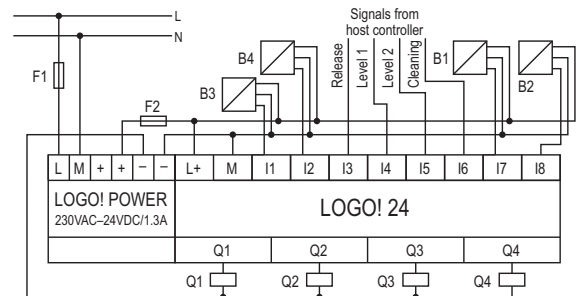 Signals from
host controller
L
N
F1
F2
B3
B4
Release
Level 1
Level 2
Cleaning
B1
B2
L M + + – – L+ M I1 I2 I3 I4 I5 I6 I7 I8
LOGO! POWER
230VAC–24VDC/1.3A
LOGO! 24
Q1 Q2 Q3 Q4
Q1 Q2 Q3 Q4